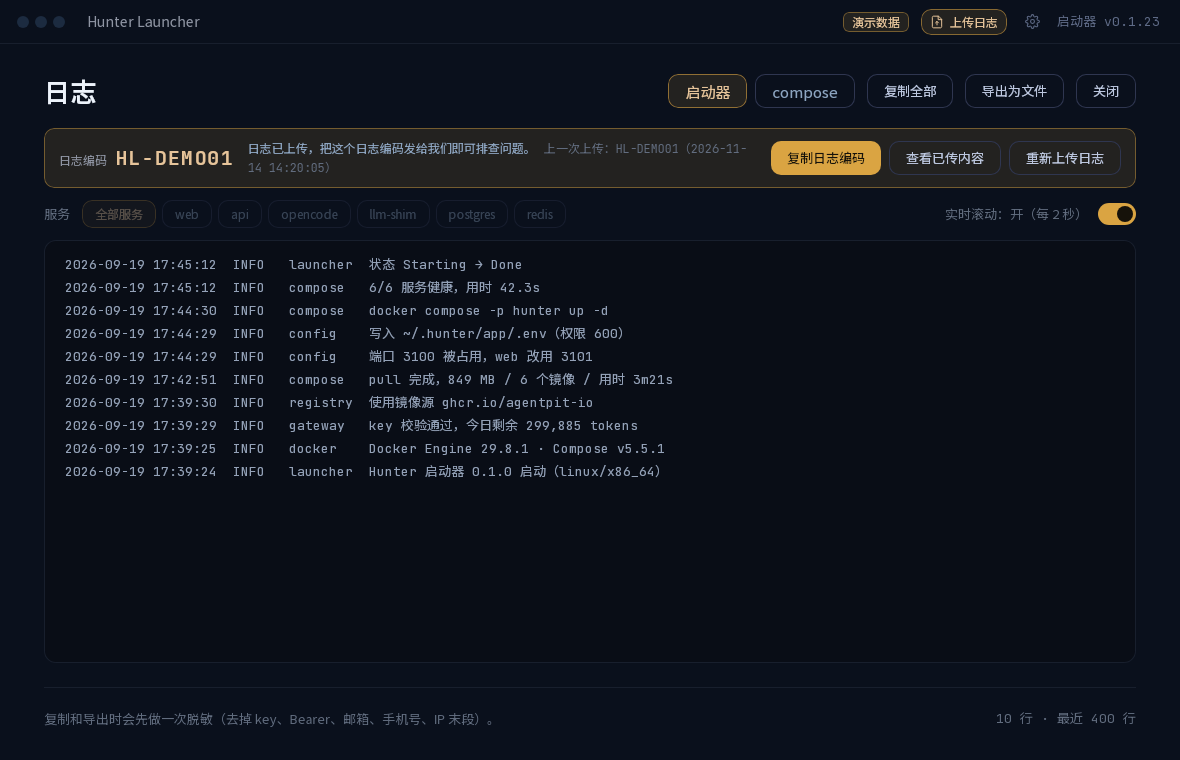 Hunter Launcher 演示数据 上传日志 启动器 v0.1.23
日志 启动器 compose 复制全部 导出为文件 关闭
日志编码 HL-DEMO01 日志已上传，把这个日志编码发给我们即可排查问题。 上一次上传：HL-DEMO01（2026-11-
14 14:20:05） 复制日志编码 查看已传内容 重新上传日志
服务 全部服务 web api opencode llm-shim postgres redis 实时滚动：开（每 2 秒）
2026-09-19 17:45:12 INFO launcher 状态 Starting → Done
2026-09-19 17:45:12 INFO compose 6/6 服务健康，用时 42.3s
2026-09-19 17:44:30 INFO compose docker compose -p hunter up -d
2026-09-19 17:44:29 INFO config 写入 ~/.hunter/app/.env（权限 600）
2026-09-19 17:44:29 INFO config 端口 3100 被占用，web 改用 3101
2026-09-19 17:42:51 INFO compose pull 完成，849 MB / 6 个镜像 / 用时 3m21s
2026-09-19 17:39:30 INFO registry 使用镜像源 ghcr.io/agentpit-io
2026-09-19 17:39:29 INFO gateway key 校验通过，今日剩余 299,885 tokens
2026-09-19 17:39:25 INFO docker Docker Engine 29.8.1 · Compose v5.5.1
2026-09-19 17:39:24 INFO launcher Hunter 启动器 0.1.0 启动（linux/x86_64）
复制和导出时会先做一次脱敏（去掉 key、Bearer、邮箱、手机号、IP 末段）。 10 行 · 最近 400 行